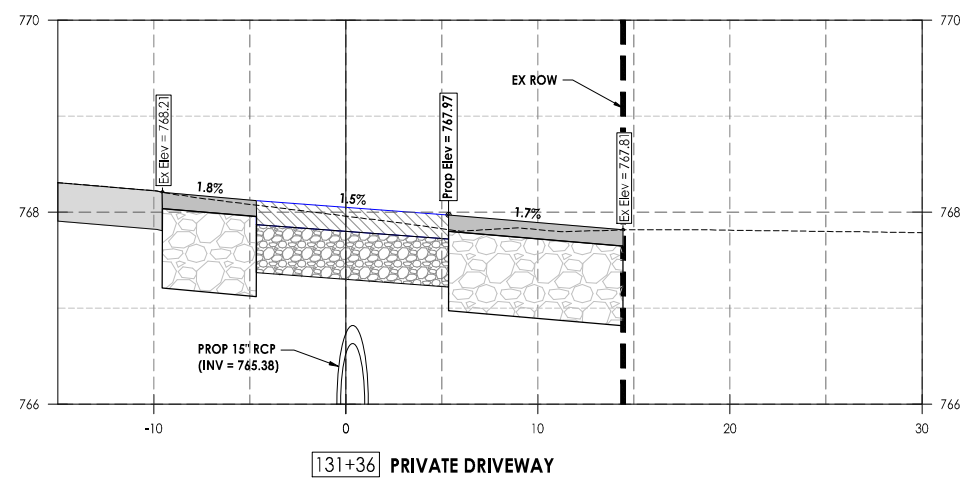 770
770
EX ROW
Ex Elev = 768.21
Prop Elev = 767.97
Ex Elev = 767.81
1.8%
1.5%
1.7%
768
768
PROP 15" RCP
(INV = 765.38)
766
766
-10
0
10
20
30
131+36 PRIVATE DRIVEWAY